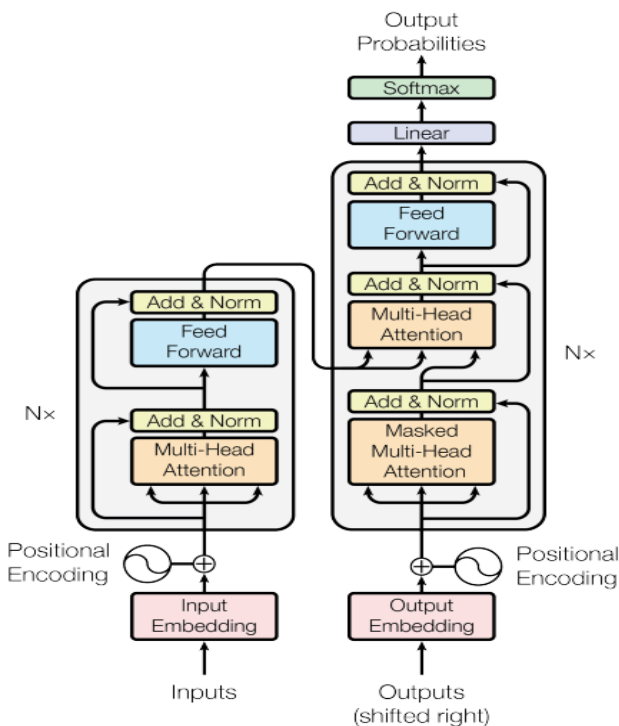 Output
Probabilities
Softmax
Linear
Add & Norm
Feed
Forward
Add & Norm
Multi-Head
Attention
Nx
Add & Norm
Masked
Multi-Head
Attention
Positional
Encoding
Output
Embedding
Outputs
(shifted right)
Add & Norm
Feed
Forward
Nx
Add & Norm
Multi-Head
Attention
Positional
Encoding
Input
Embedding
Inputs